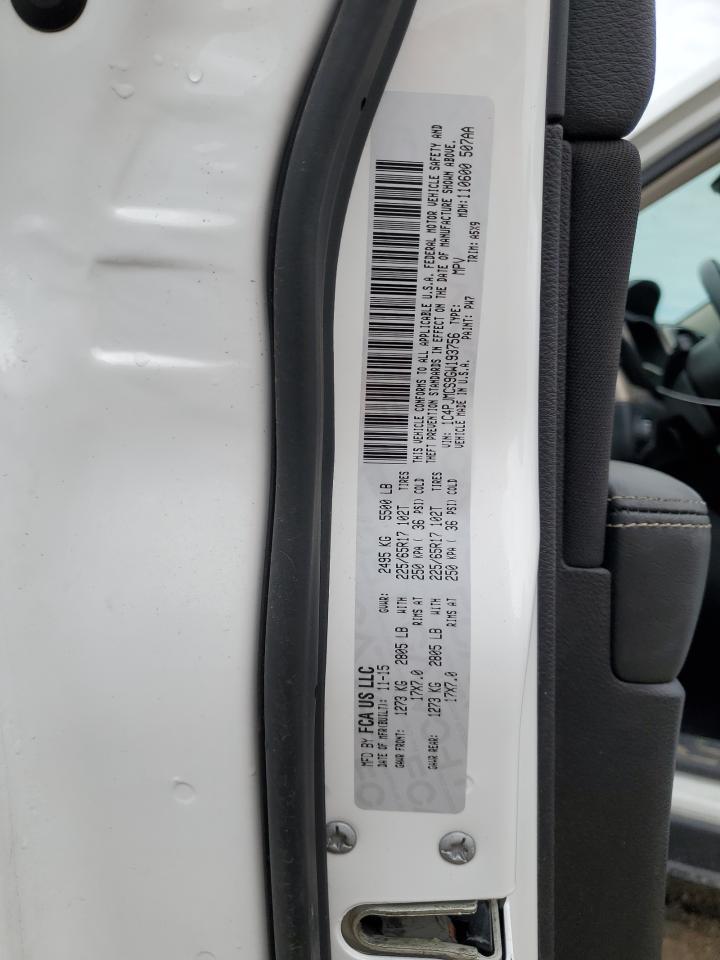 MFD BY FCA US LLC
DATE OF MFR(BUILT): 11-15 GVWR: 2495 KG 5500 LB
GAWR FRONT: 1273 KG 2805 LB WITH 225/65R17 102T TIRES
17X7.0 RIMS AT 250 KPA ( 36 PSI) COLD
GAWR REAR: 1273 KG 2805 LB WITH 225/65R17 102T TIRES
17X7.0 RIMS AT 250 KPA ( 36 PSI) COLD
THIS VEHICLE CONFORMS TO ALL APPLICABLE U.S.A. FEDERAL MOTOR VEHICLE SAFETY AND
THEFT PREVENTION STANDARDS IN EFFECT ON THE DATE OF MANUFACTURE SHOWN ABOVE.
VIN: 1C4PJMCS9GW193756 TYPE: MPV MDH: 110600 507AA
VEHICLE MADE IN U.S.A. PAINT: PW7 TRIM: A5X9